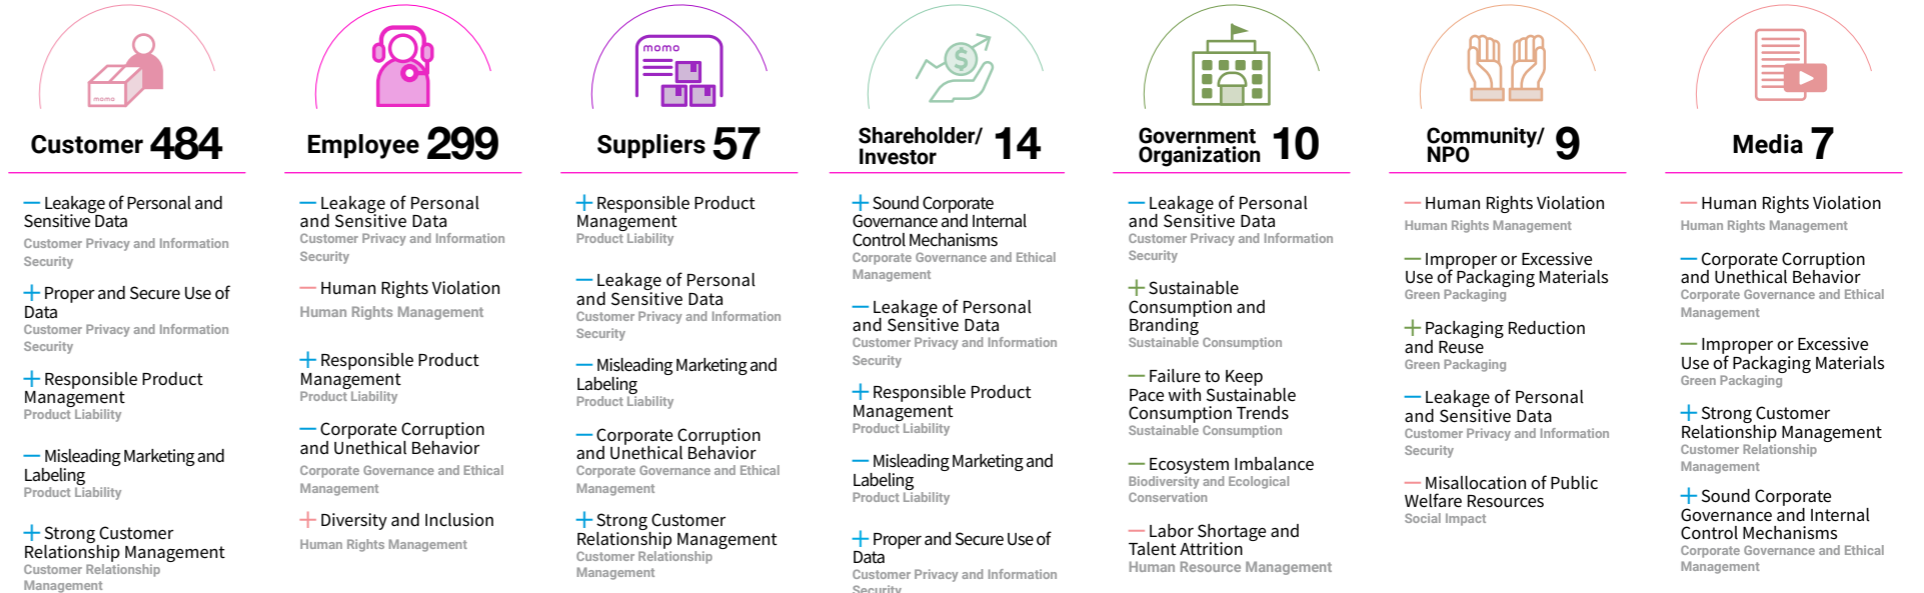 momo
momo
Customer 484
— Leakage of Personal and
Sensitive Data
Customer Privacy and Information
Security
+ Proper and Secure Use of
Data
Customer Privacy and Information
Security
+ Responsible Product
Management
Product Liability
— Misleading Marketing and
Labeling
Product Liability
+ Strong Customer
Relationship Management
Customer Relationship
Management
Employee 299
— Leakage of Personal
and Sensitive Data
Customer Privacy and Information
Security
— Human Rights Violation
Human Rights Management
+ Responsible Product
Management
Product Liability
— Corporate Corruption
and Unethical Behavior
Corporate Governance and Ethical
Management
+ Diversity and Inclusion
Human Rights Management
Suppliers 57
+ Responsible Product
Management
Product Liability
— Leakage of Personal
and Sensitive Data
Customer Privacy and Information
Security
— Misleading Marketing and
Labeling
Product Liability
— Corporate Corruption
and Unethical Behavior
Corporate Governance and Ethical
Management
+ Strong Customer
Relationship Management
Customer Relationship
Management
Shareholder/
Investor 14
+ Sound Corporate
Governance and Internal
Control Mechanisms
Corporate Governance and Ethical
Management
— Leakage of Personal
and Sensitive Data
Customer Privacy and Information
Security
+ Responsible Product
Management
Product Liability
— Misleading Marketing and
Labeling
Product Liability
+ Proper and Secure Use of
Data
Customer Privacy and Information
Security
Government
Organization 10
— Leakage of Personal
and Sensitive Data
Customer Privacy and Information
Security
+ Sustainable
Consumption and
Branding
Sustainable Consumption
— Failure to Keep
Pace with Sustainable
Consumption Trends
Sustainable Consumption
— Ecosystem Imbalance
Biodiversity and Ecological
Conservation
— Labor Shortage and
Talent Attrition
Human Resource Management
Community/
NPO 9
— Human Rights Violation
Human Rights Management
— Improper or Excessive
Use of Packaging Materials
Green Packaging
+ Packaging Reduction
and Reuse
Green Packaging
— Leakage of Personal
and Sensitive Data
Customer Privacy and Information
Security
— Misallocation of Public
Welfare Resources
Social Impact
Media 7
— Human Rights Violation
Human Rights Management
— Corporate Corruption
and Unethical Behavior
Corporate Governance and Ethical
Management
— Improper or Excessive
Use of Packaging Materials
Green Packaging
+ Strong Customer
Relationship Management
Customer Relationship
Management
+ Sound Corporate
Governance and Internal
Control Mechanisms
Corporate Governance and Ethical
Management